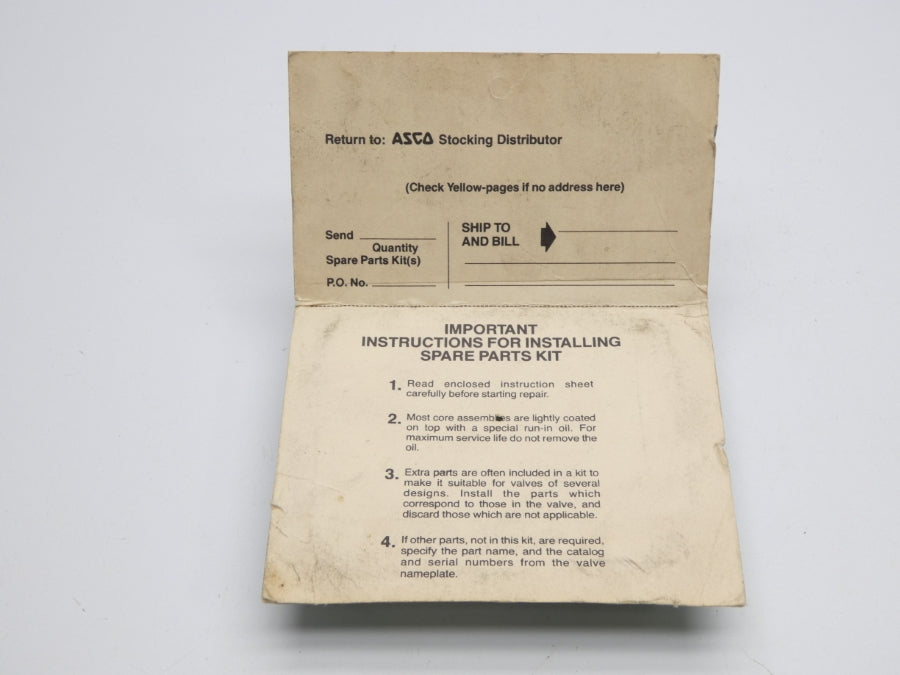 Return to: ASCO Stocking Distributor
(Check Yellow-pages if no address here)
Send
Quantity
Spare Parts Kit(s)
P.O. No.
SHIP TO
AND BILL
IMPORTANT
INSTRUCTIONS FOR INSTALLING
SPARE PARTS KIT
1. Read enclosed instruction sheet
carefully before starting repair.
2. Most core assemblies are lightly coated
on top with a special run-in oil. For
maximum service life do not remove the
oil.
3. Extra parts are often included in a kit to
make it suitable for valves of several
designs. Install the parts which
correspond to those in the valve, and
discard those which are not applicable.
4. If other parts, not in this kit, are required,
specify the part name, and the catalog
and serial numbers from the valve
nameplate.